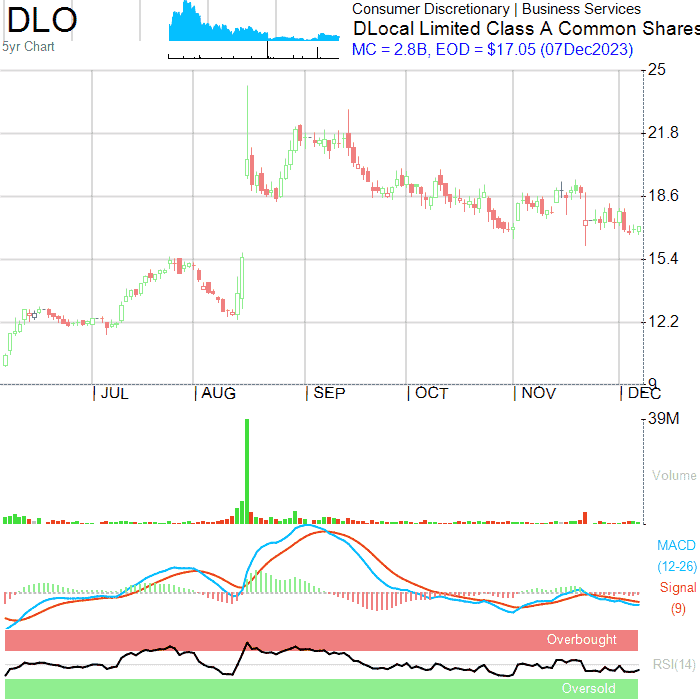 DLO
5yr Chart
Consumer Discretionary | Business Services
DLocal Limited Class A Common Shares
MC = 2.8B, EOD = $17.05 (07Dec2023)
25
21.8
18.6
15.4
12.2
9
JUL AUG SEP OCT NOV DEC
39M
Volume
MACD
(12-26)
Signal
(9)
Overbought
RSI(14)
Oversold